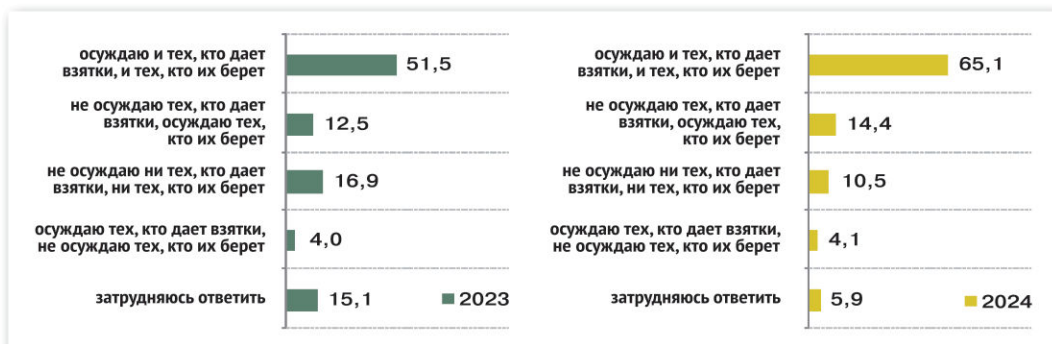 осуждаю и тех, кто дает
взятки, и тех, кто их берет
51,5
не осуждаю тех, кто дает
взятки, осуждаю тех,
кто их берет
12,5
не осуждаю ни тех, кто дает
взятки, ни тех, кто их берет
16,9
осуждаю тех, кто дает взятки,
не осуждаю тех, кто их берет
4,0
затрудняюсь ответить
15,1
2023
осуждаю и тех, кто дает
взятки, и тех, кто их берет
65,1
не осуждаю тех, кто дает
взятки, осуждаю тех,
кто их берет
14,4
не осуждаю ни тех, кто дает
взятки, ни тех, кто их берет
10,5
осуждаю тех, кто дает взятки,
не осуждаю тех, кто их берет
4,1
затрудняюсь ответить
5,9
2024